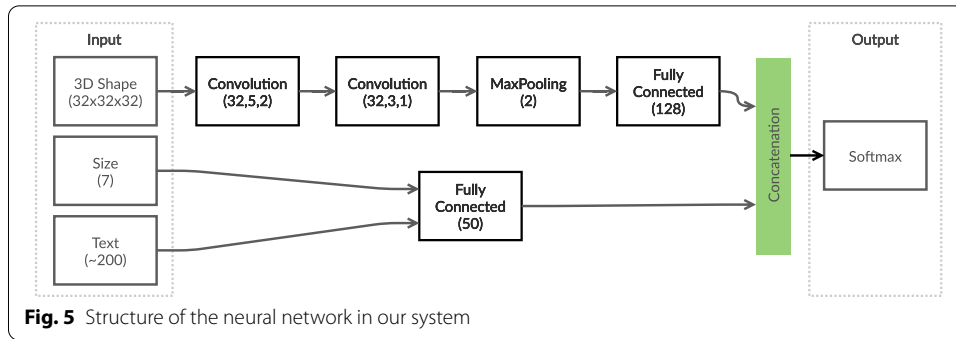 Input
Output
3D Shape
(32x32x32)
Convolution
(32,5,2)
Convolution
(32,3,1)
MaxPooling
(2)
Fully
Connected
(128)
Concatenation
Softmax
Size
(7)
Fully
Connected
(50)
Text
(~200)
Fig. 5 Structure of the neural network in our system